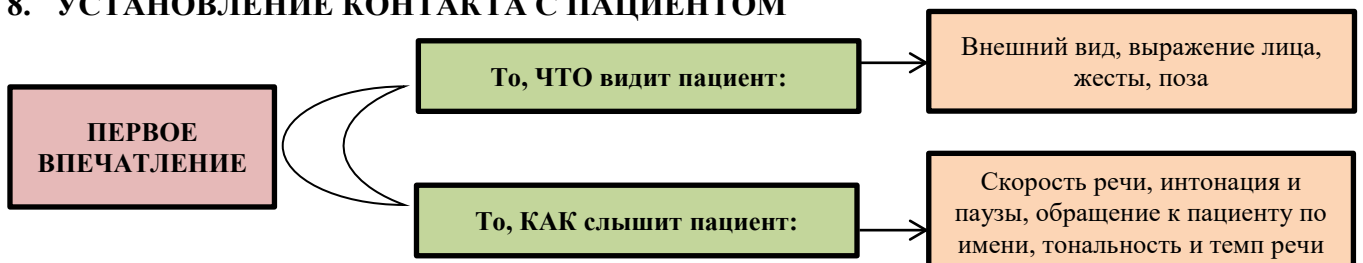 8. УСТАНОВЛЕНИЕ КОНТАКТА С ПАЦИЕНТОМ
ПЕРВОЕ
ВПЕЧАТЛЕНИЕ
То, ЧТО видит пациент:
Внешний вид, выражение лица,
жесты, поза
То, КАК слышит пациент:
Скорость речи, интонация и
паузы, обращение к пациенту по
имени, тональность и темп речи